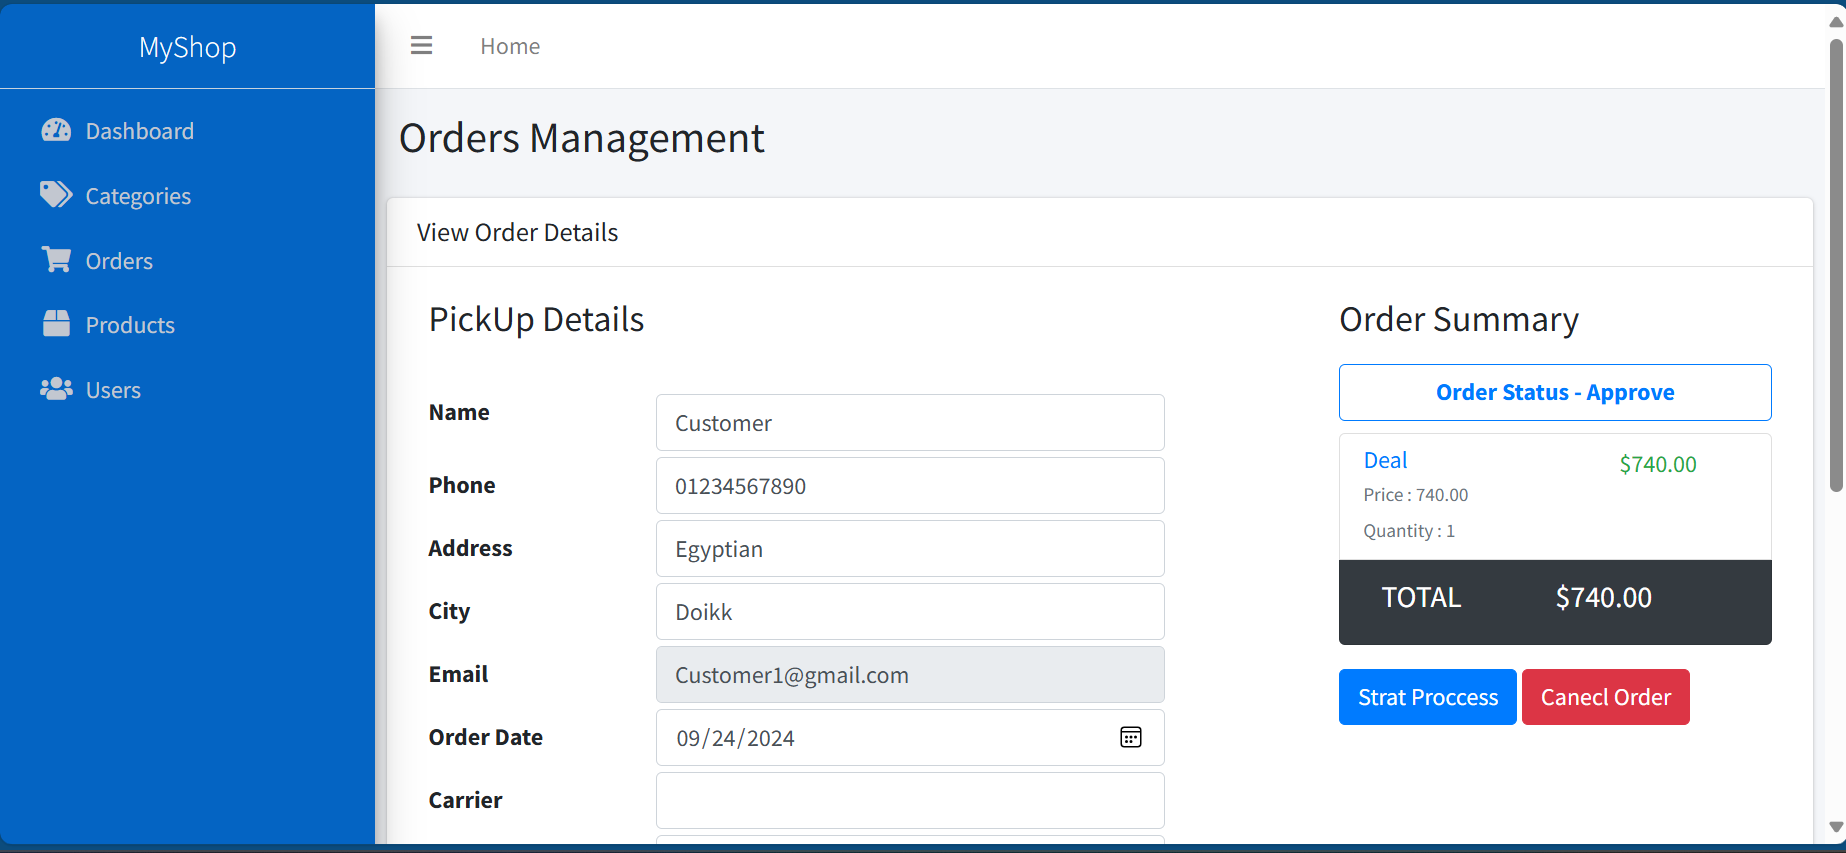 MyShop
Home
Dashboard
Categories
Orders
Products
Users
Orders Management
View Order Details
PickUp Details
Name
Customer
Phone
01234567890
Address
Egyptian
City
Doikk
Email
Customer1@gmail.com
Order Date
09/24/2024
Carrier
Order Summary
Order Status - Approve
Deal
$740.00
Price : 740.00
Quantity : 1
TOTAL $740.00
Strat Proccess
Canecl Order